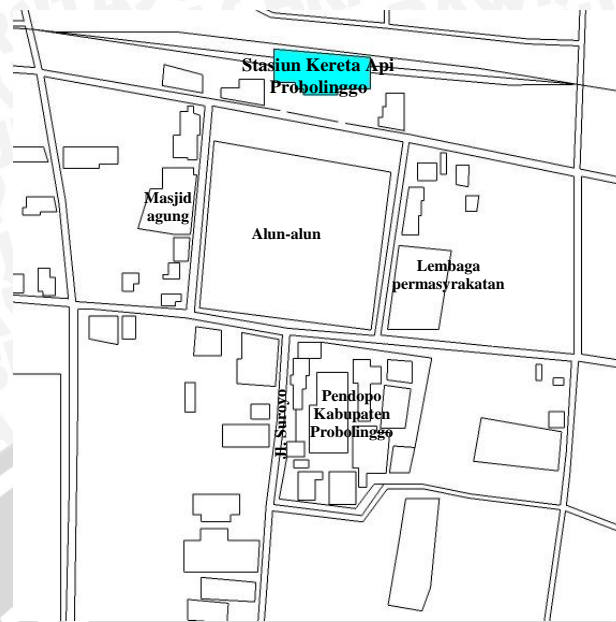 Stasiun Kereta Api
Probolinggo
Masjid
agung
Alun-alun
Lembaga
permasyrakatan
Jl. Suroyo
Pendopo
Kabupaten
Probolinggo